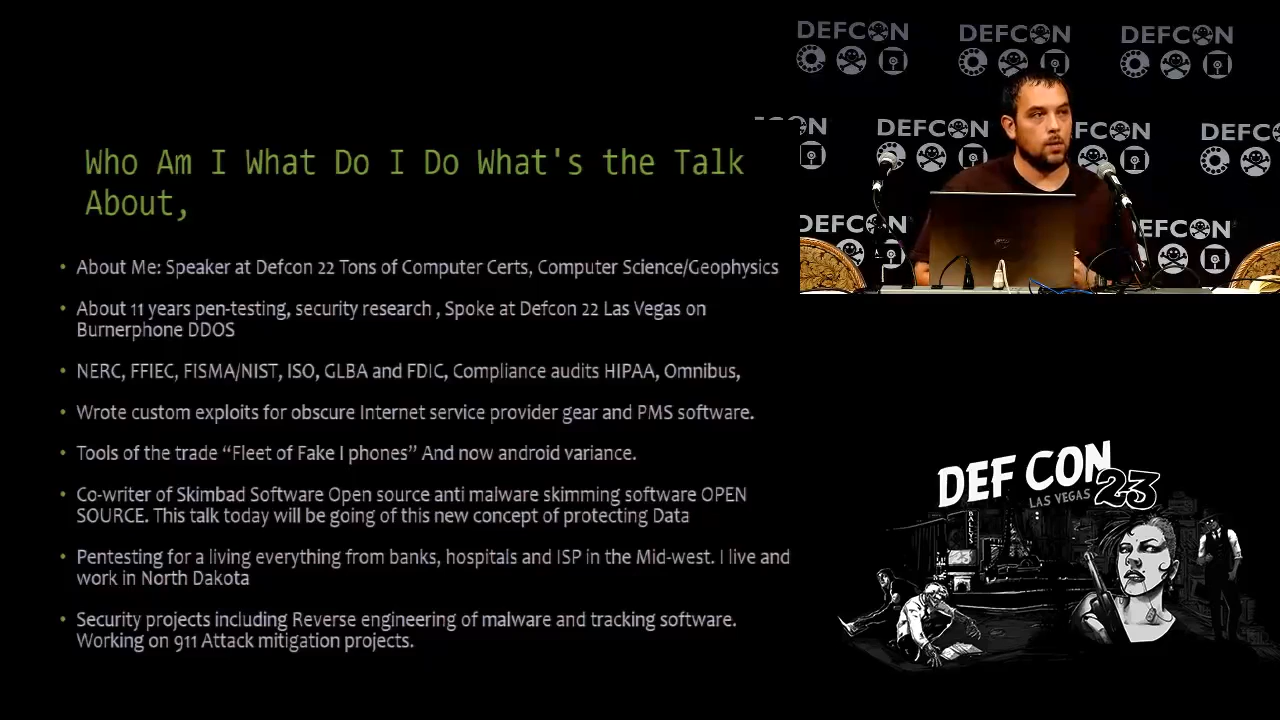 DEFCON DEFCON DEFCON
DEFCON DEFCON
DEFCON DEFCON
Who Am I What Do I Do What's the Talk
About,
• About Me: Speaker at Defcon 22 Tons of Computer Certs, Computer Science/Geophysics
• About 11 years pen-testing, security research , Spoke at Defcon 22 Las Vegas on
Burnerphone DDOS
• NERC, FFIEC, FISMA/NIST, ISO, GLBA and FDIC, Compliance audits HIPAA, Omnibus,
• Wrote custom exploits for obscure Internet service provider gear and PMS software.
• Tools of the trade “Fleet of Fake I phones” And now android variance.
• Co-writer of Skimbad Software Open source anti malware skimming software OPEN
SOURCE. This talk today will be going of this new concept of protecting Data
• Pentesting for a living everything from banks, hospitals and ISP in the Mid-west. I live and
work in North Dakota
• Security projects including Reverse engineering of malware and tracking software.
Working on 911 Attack mitigation projects.
DEF CON
LAS VEGAS 23